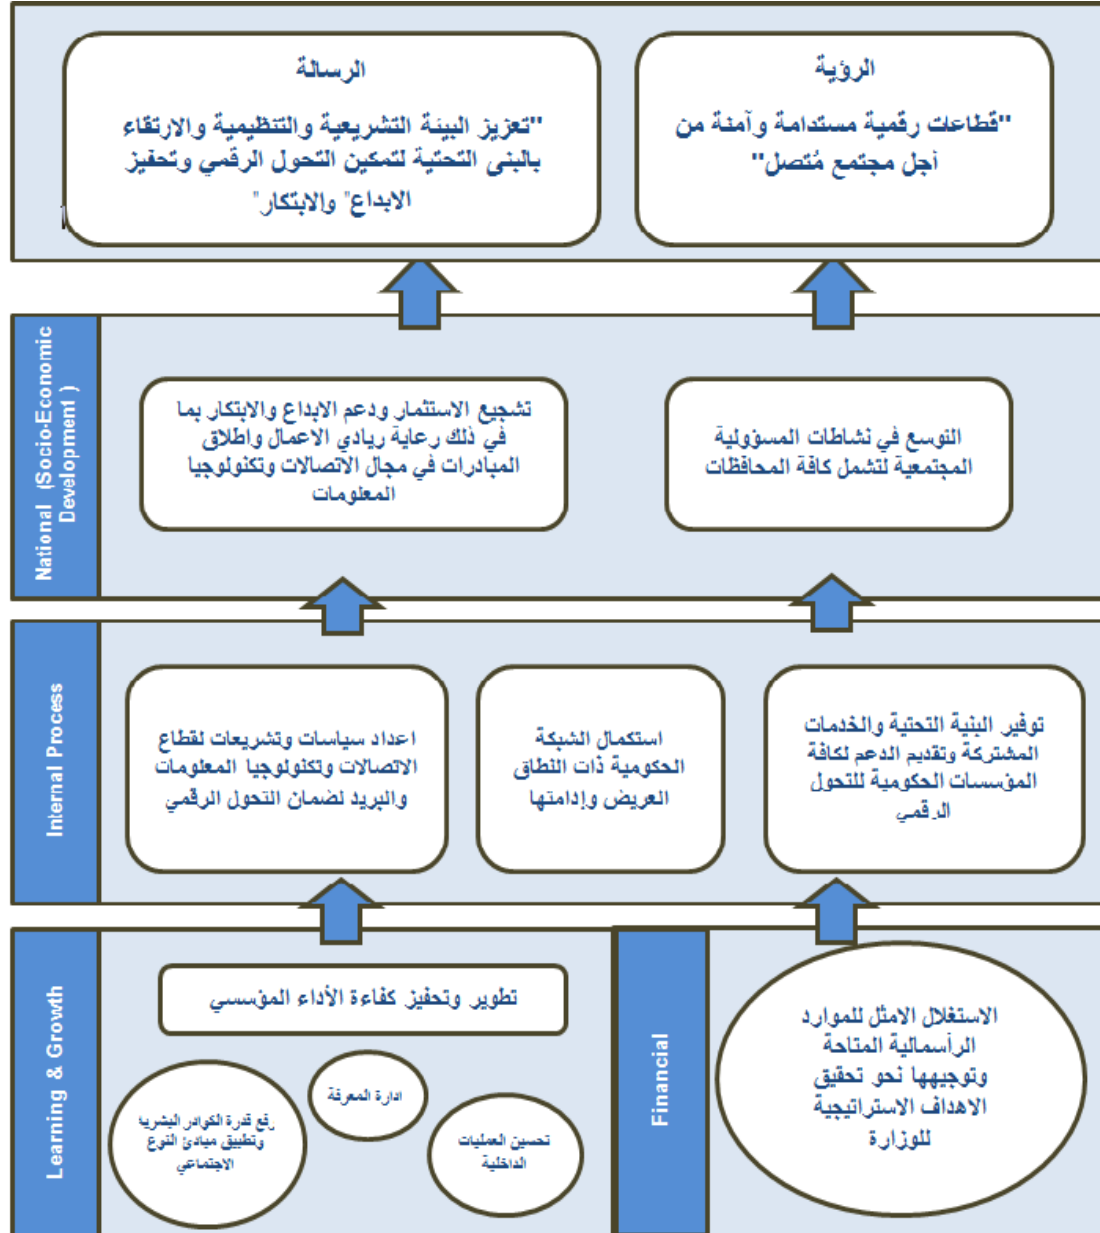 الرؤية
"قطاعات رقمية مستدامة وآمنة من
أجل مجتمع مُتصل"
الرسالة
"تعزيز البيئة التشريعية والتنظيمية والارتقاء
بالبنى التحتية لتمكين التحول الرقمي وتحفيز
الابداع" والابتكار"
National (Socio-Economic
Development )
التوسع في نشاطات المسؤولية
المجتمعية لتشمل كافة المحافظات
تشجيع الاستثمار ودعم الابداع والابتكار بما
في ذلك رعاية ريادي الاعمال واطلاق
المبادرات في مجال الاتصالات وتكنولوجيا
المعلومات
Internal Process
توفير البنية التحتية والخدمات
المشتركة وتقديم الدعم لكافة
المؤسسات الحكومية للتحول
الرقمي
استكمال الشبكة
الحكومية ذات النطاق
العريض وإدامتها
اعداد سياسات وتشريعات لقطاع
الاتصالات وتكنولوجيا المعلومات
والبريد لضمان التحول الرقمي
Financial
الاستغلال الامثل للموارد
الرأسمالية المتاحة
وتوجيهها نحو تحقيق
الاهداف الاستراتيجية
للوزارة
Learning & Growth
تطوير وتحفيز كفاءة الأداء المؤسسي
تحسين العمليات
الداخلية
ادارة المعرفة
رفع قدرة الكوادر البشرية
وتطبيق مبادئ النوع
الاجتماعي